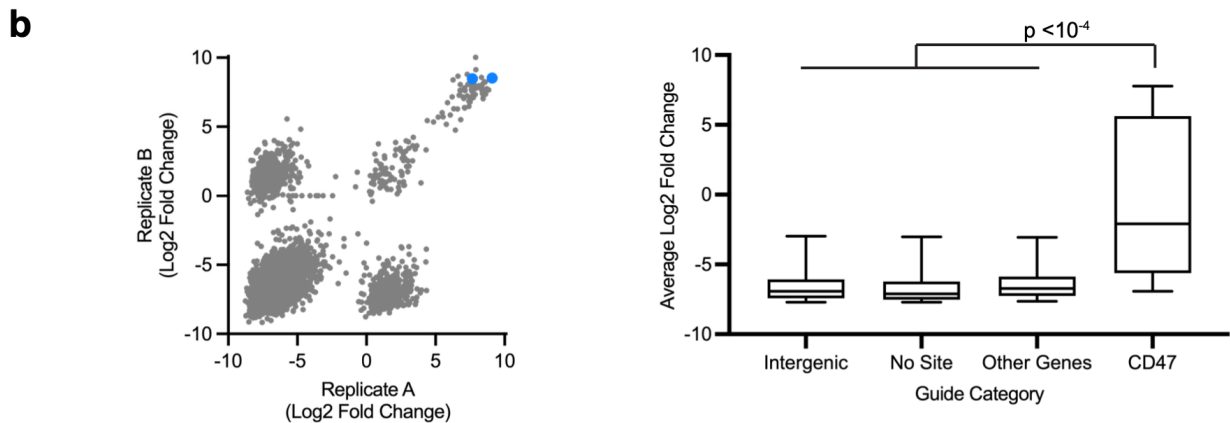 b
10
5
0
-5
-10
-10 -5 0 5 10
Replicate B
(Log2 Fold Change)
Replicate A
(Log2 Fold Change)
p <10-4
10
5
0
-5
-10
Average Log2 Fold Change
Intergenic No Site Other Genes CD47
Guide Category